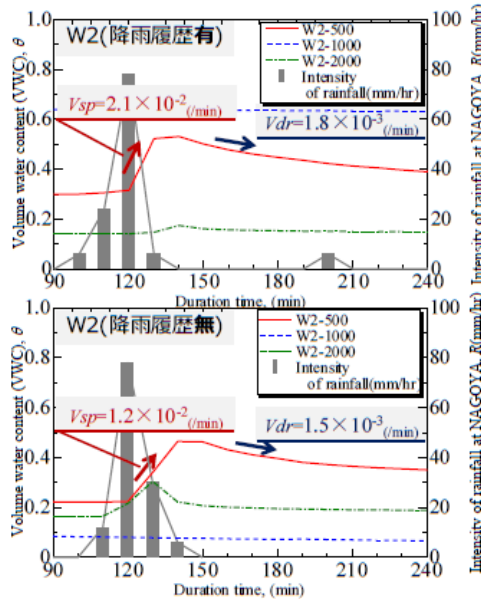 W2(降雨履歴有)
W2-500
W2-1000
W2-2000
Intensity
of rainfall(mm/hr)
Vsp=2.1×10-2(/min)
Vdr=1.8×10-3(/min)
1.0
0.8
0.6
0.4
0.2
0
100
80
60
40
20
0
90 120 150 180 210 240
Volume water content (VWC), θ
Intensity of rainfall at NAGOYA, R(mm/hr)
Duration time, (min)
W2(降雨履歴無)
W2-500
W2-1000
W2-2000
Intensity
of rainfall(mm/hr)
Vsp=1.2×10-2(/min)
Vdr=1.5×10-3(/min)
1.0
0.8
0.6
0.4
0.2
0
100
80
60
40
20
0
90 120 150 180 210 240
Volume water content (VWC), θ
Intensity of rainfall at NAGOYA, R(mm/hr)
Duration time, (min)